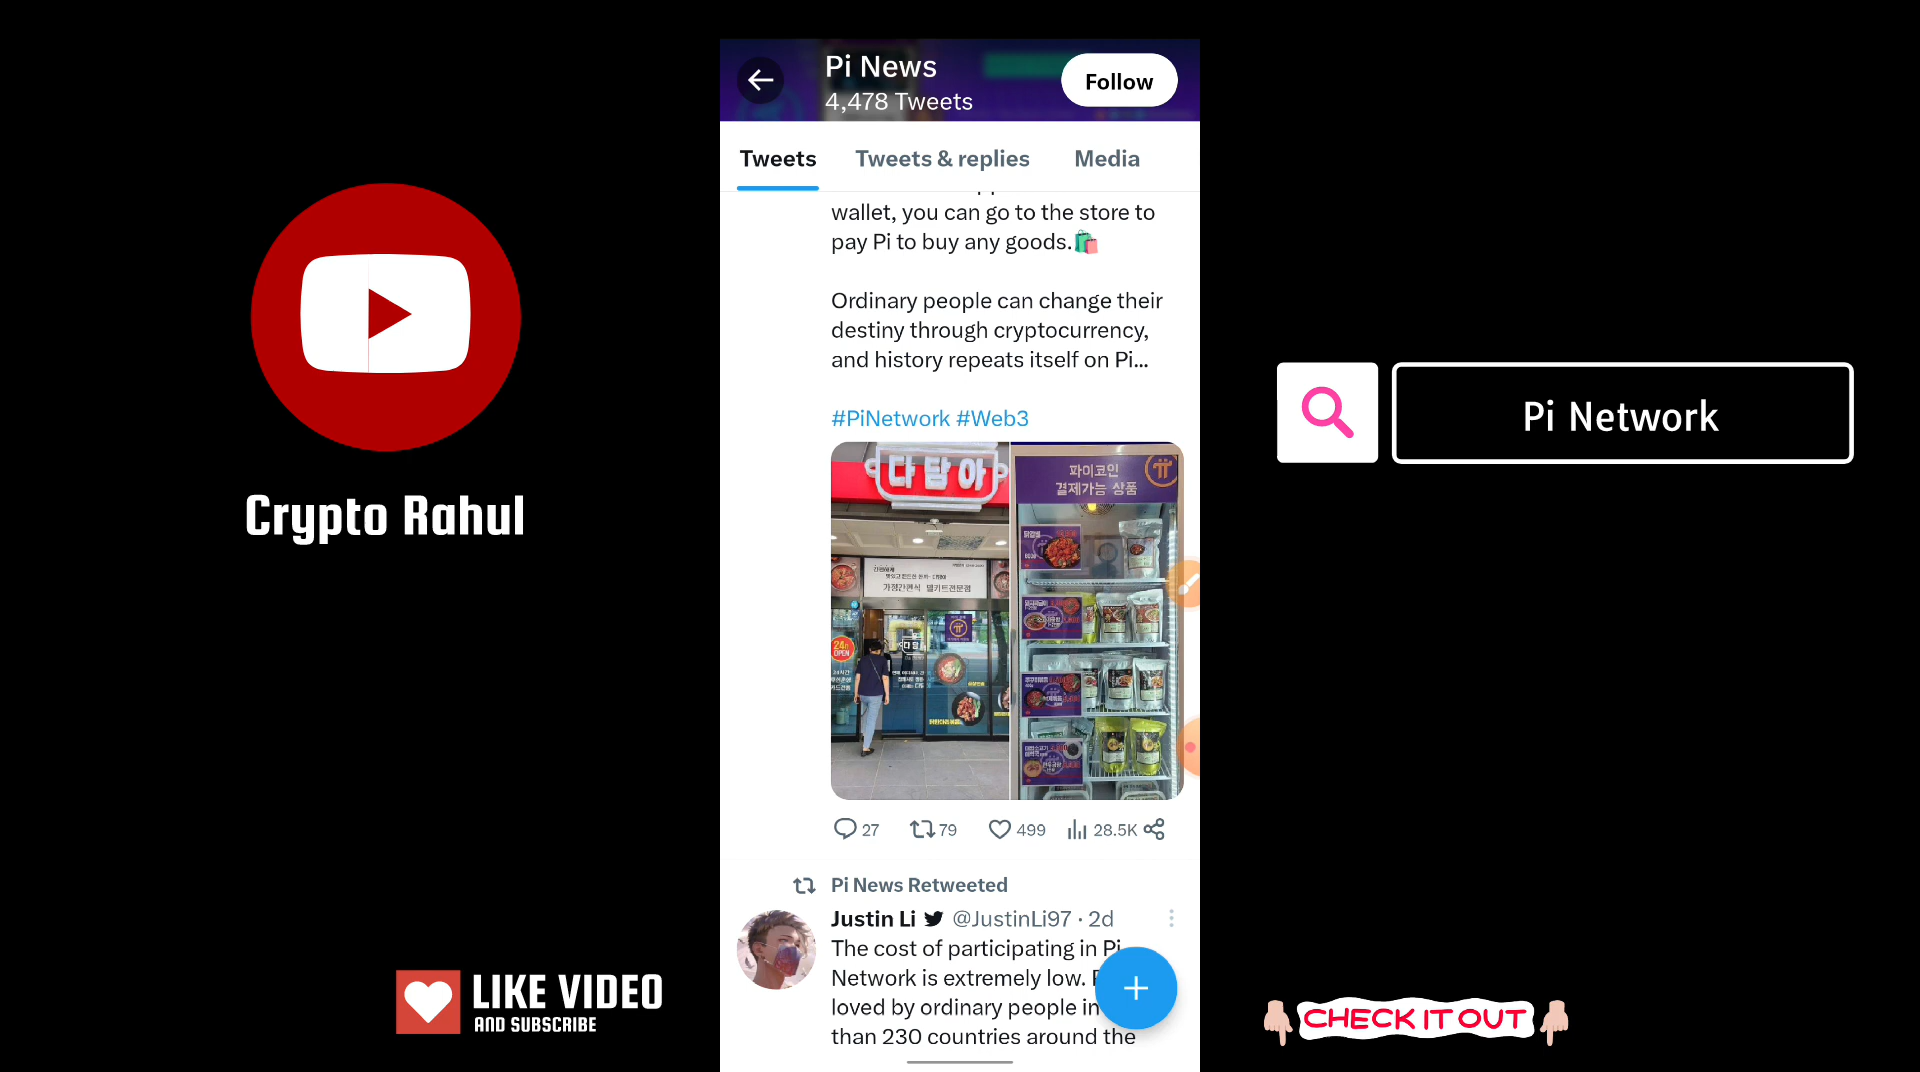 Pi News
4,478 Tweets
Follow
Tweets
Tweets & replies
Media
wallet, you can go to the store to
pay Pi to buy any goods.🛍️
Ordinary people can change their
destiny through cryptocurrency,
and history repeats itself on Pi...
#PiNetwork #Web3
다담아
24h
OPEN
파이코인
결제가능 상품
27
79
499
28.5K
Pi News Retweeted
Justin Li
@JustinLi97 · 2d
The cost of participating in Pi
Network is extremely low.
loved by ordinary people in
than 230 countries around the
Crypto Rahul
LIKE VIDEO
AND SUBSCRIBE
Pi Network
CHECK IT OUT